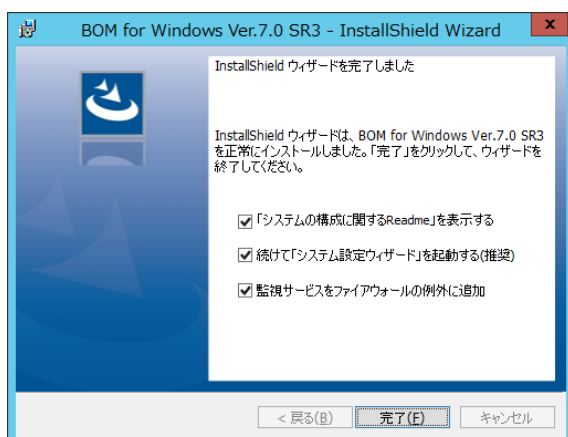 BOM for Windows Ver.7.0 SR3 - InstallShield Wizard
x
InstallShield ウィザードを完了しました
InstallShield ウィザードは、BOM for Windows Ver.7.0 SR3
を正常にインストールしました。「完了」をクリックして、ウィザードを
終了してください。
「システムの構成に関するReadme」を表示する
続けて「システム設定ウィザード」を起動する(推奨)
監視サービスをファイアウォールの例外に追加
< 戻る(B)
完了(F)
キャンセル